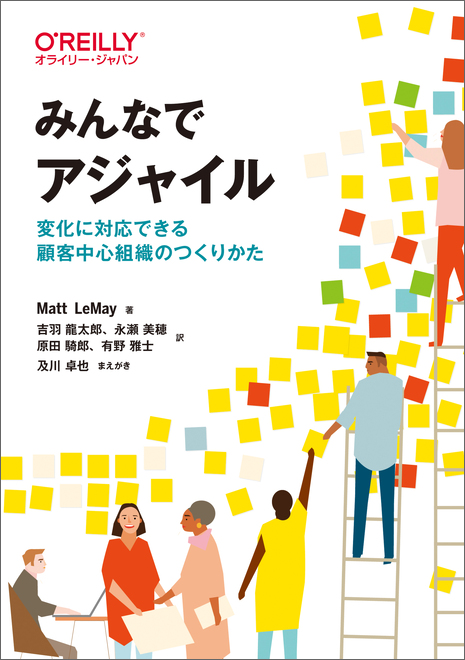 O'REILLY®
オライリー・ジャパン
みんなで
アジャイル
変化に対応できる
顧客中心組織のつくりかた
Matt LeMay 著
吉羽 龍太郎、永瀬 美穂
原田 騎郎、有野 雅士 訳
及川 卓也 まえがき